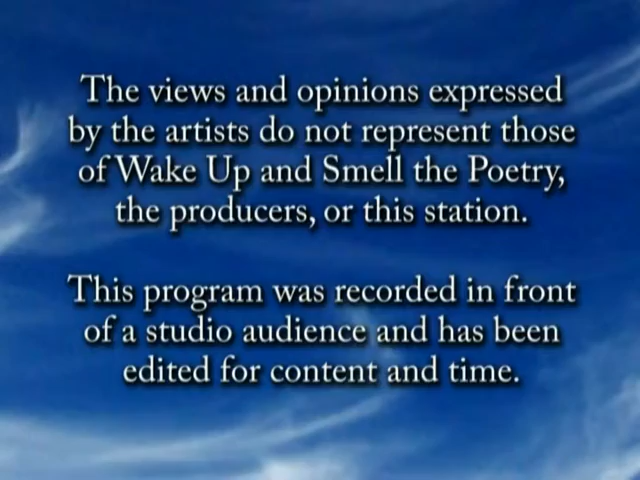 The views and opinions expressed
by the artists do not represent those
of Wake Up and Smell the Poetry,
the producers, or this station.
This program was recorded in front
of a studio audience and has been
edited for content and time.